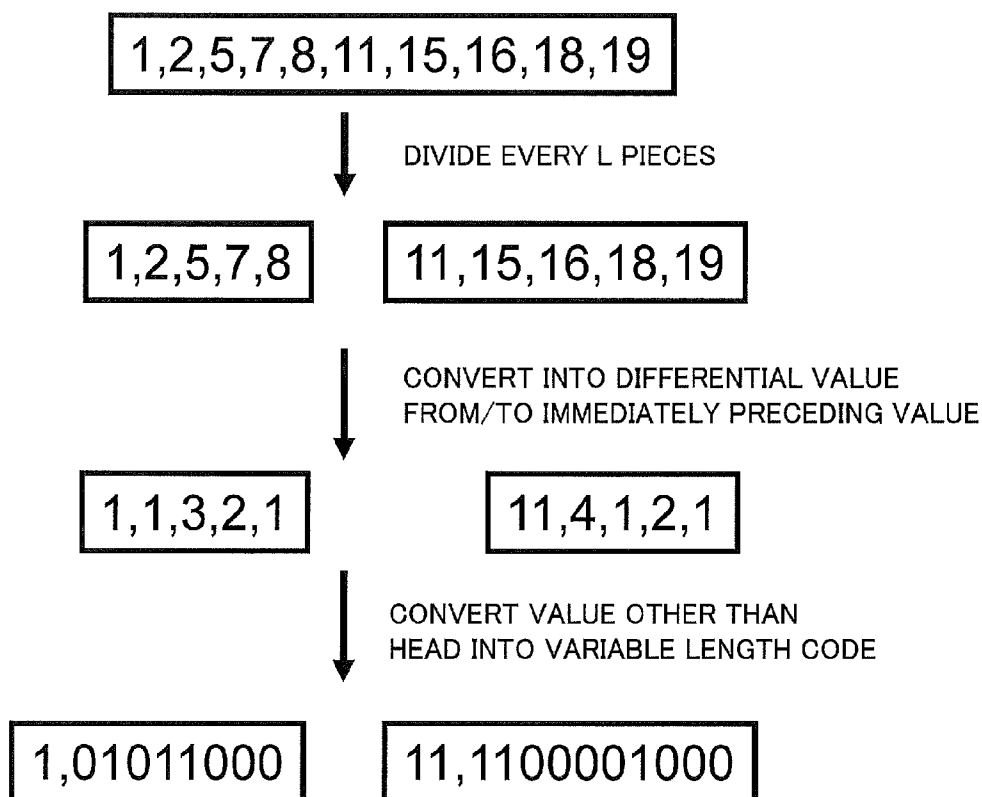 1,2,5,7,8,11,15,16,18,19
DIVIDE EVERY L PIECES
1,2,5,7,8
11,15,16,18,19
CONVERT INTO DIFFERENTIAL VALUE
FROM/TO IMMEDIATELY PRECEDING VALUE
1,1,3,2,1
11,4,1,2,1
CONVERT VALUE OTHER THAN
HEAD INTO VARIABLE LENGTH CODE
1,01011000
11,1100001000